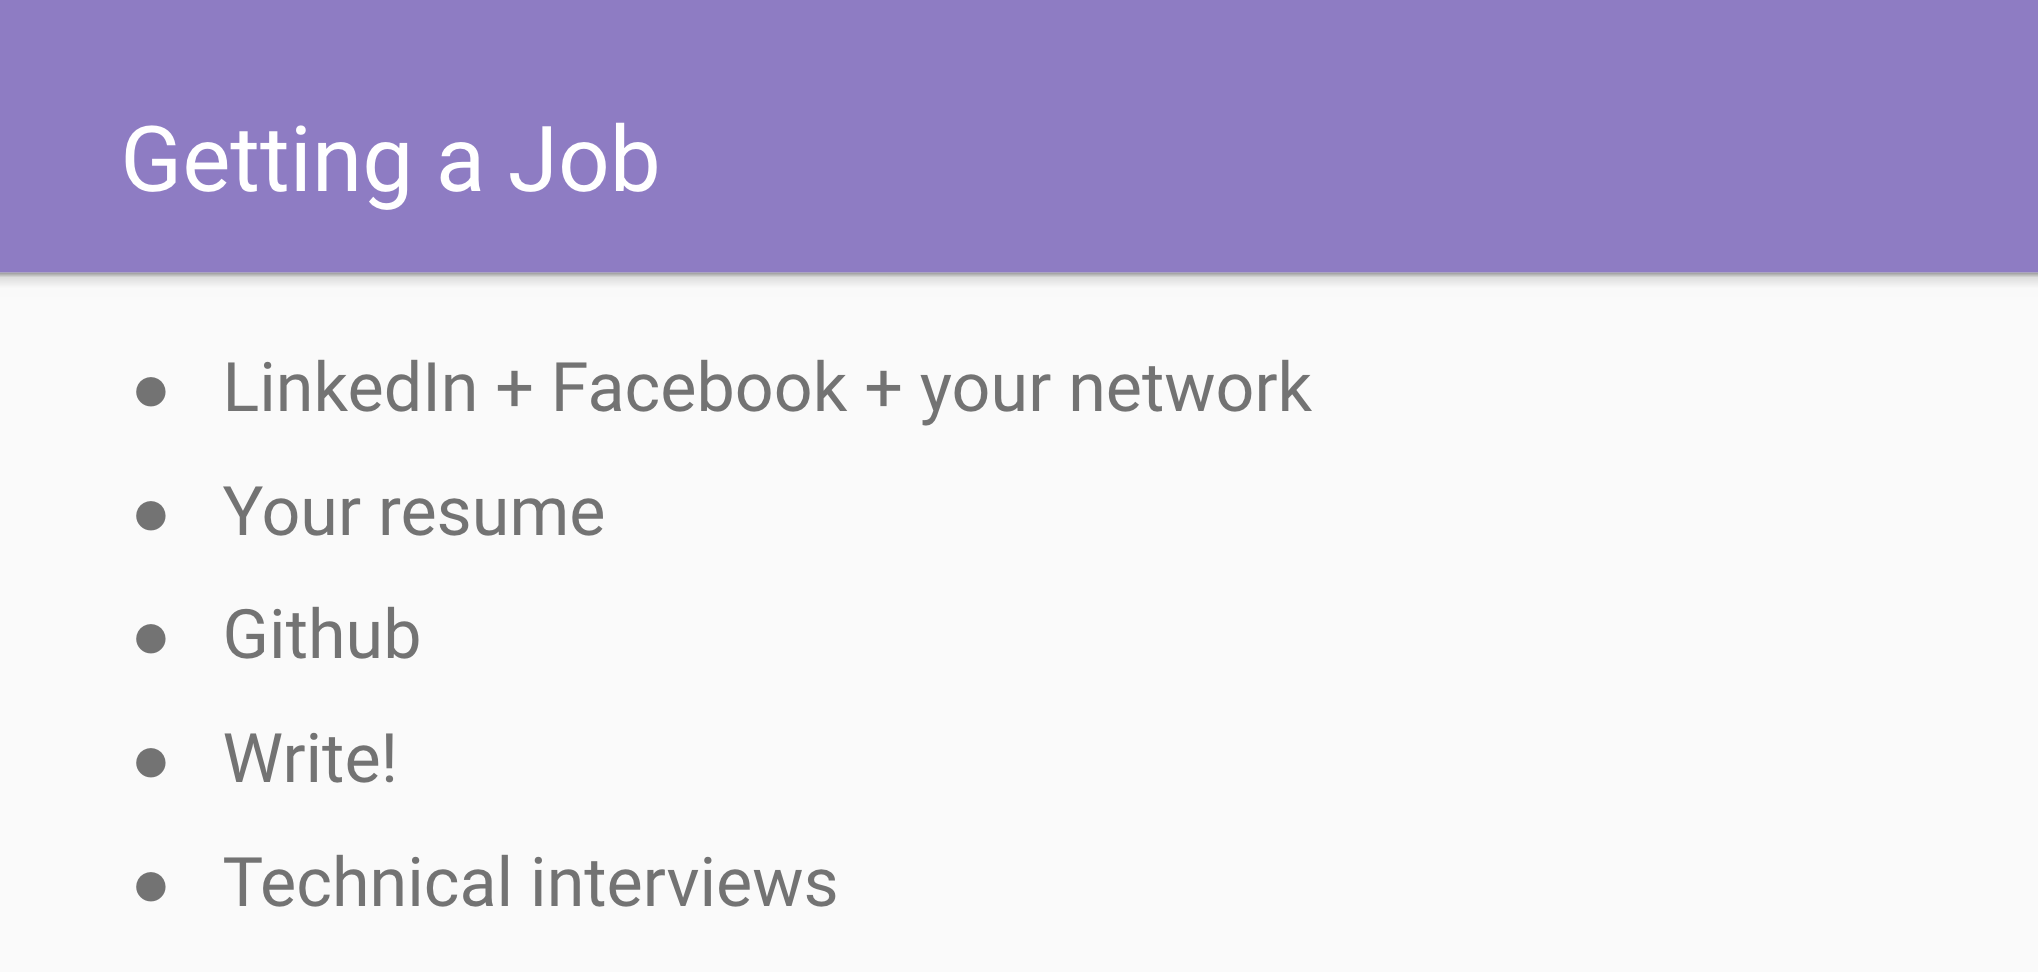 Getting a Job
● LinkedIn + Facebook + your network
● Your resume
● Github
● Write!
● Technical interviews